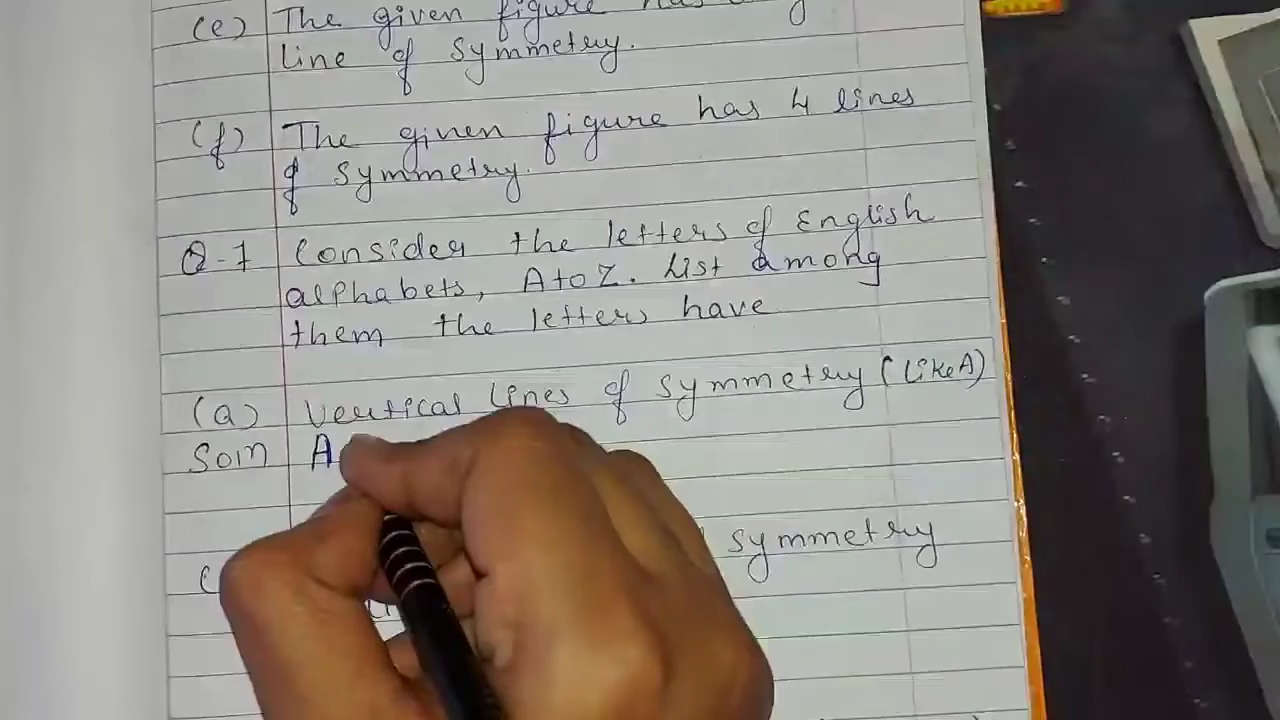 (e) The given figure has
line of symmetry.
(f) The given figure has 4 lines
of symmetry.
Q-7 Consider the letters of English
alphabets, A to Z. List among
them the letters have
(a) Vertical lines of symmetry (like A)
Soln A
symmetry